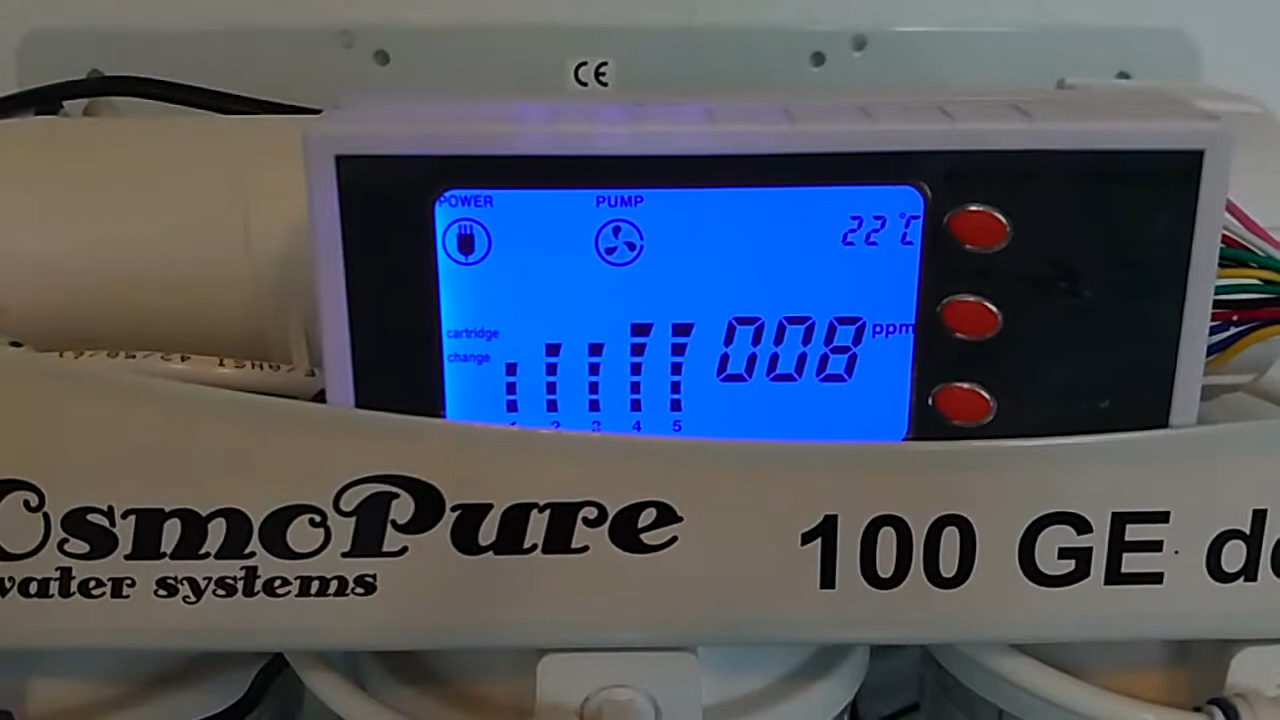 CE
POWER
PUMP
22°C
cartridge
change
008 ppm
1 2 3 4 5
OsmoPure
water systems
100 GE